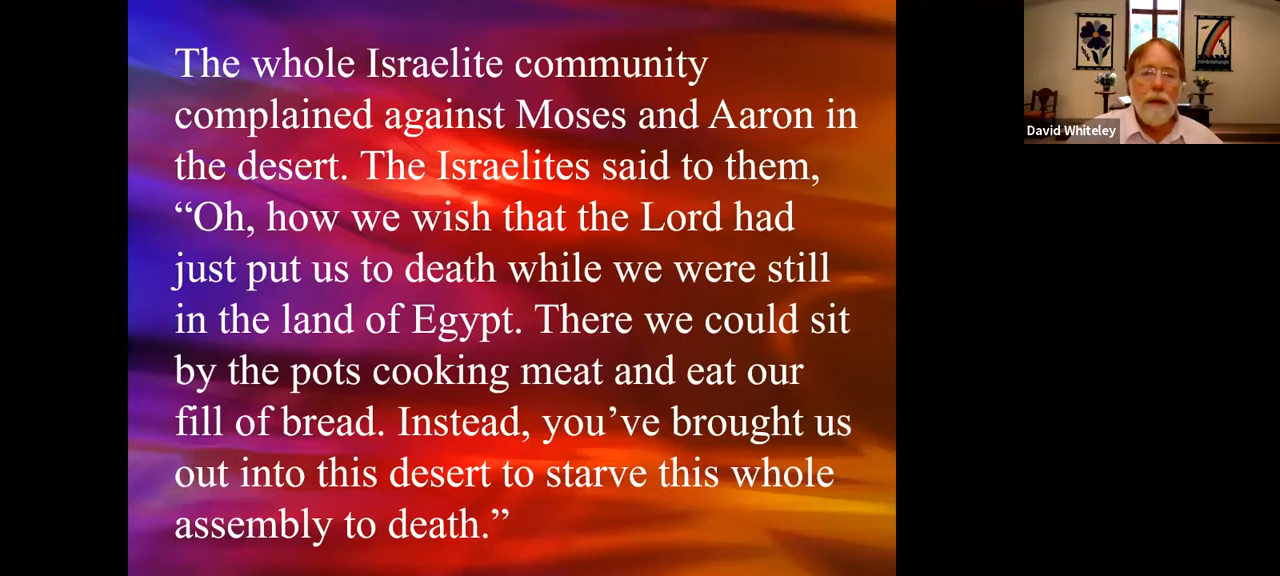 The whole Israelite community
complained against Moses and Aaron in
the desert. The Israelites said to them,
“Oh, how we wish that the Lord had
just put us to death while we were still
in the land of Egypt. There we could sit
by the pots cooking meat and eat our
fill of bread. Instead, you’ve brought us
out into this desert to starve this whole
assembly to death.”
David Whiteley